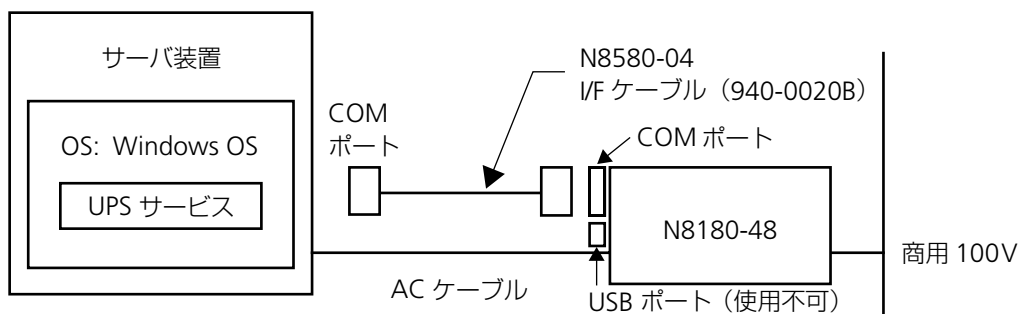 サーバ装置
OS: Windows OS
UPS サービス
COM
ポート
N8580-04
I/F ケーブル（940-0020B）
COM ポート
N8180-48
商用 100V
AC ケーブル
USB ポート（使用不可）